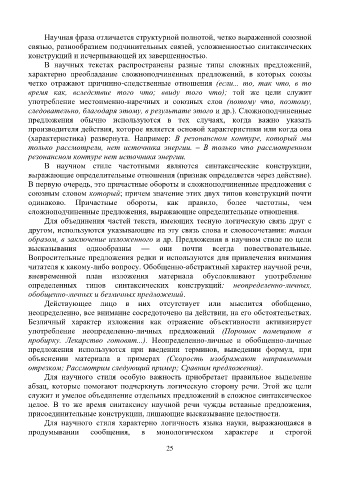 Научная фраза отличается структурной полнотой, четко выраженной союзной
связью, разнообразием подчинительных связей, усложненностью синтаксических
конструкций и исчерпывающей их завершенностью.
В научных текстах распространены разные типы сложных предложений,
характерно преобладание сложноподчиненных предложений, в которых союзы
четко отражают причинно-следственные отношения (если... то, так что, в то
время как, вследствие того что; ввиду того что); той же цели служит
употребление местоименно-наречных и союзных слов (потому что, поэтому,
следовательно, благодаря этому, в результате этого и др.). Сложноподчиненные
предложения обычно используются в тех случаях, когда важно указать
производителя действия, которое является основой характеристики или когда она
(характеристика) развернута. Например: В резонансном контуре, который мы
только рассмотрели, нет источника энергии. – В только что рассмотренном
резонансном контуре нет источника энергии.
В научном стиле частотными являются синтаксические конструкции,
выражающие определительные отношения (признак определяется через действие).
В первую очередь, это причастные обороты и сложноподчиненные предложения с
союзным словом который; причем значение этих двух типов конструкций почти
одинаково. Причастные обороты, как правило, более частотны, чем
сложноподчиненные предложения, выражающие определительные отношения.
Для объединения частей текста, имеющих тесную логическую связь друг с
другом, используются указывающие на эту связь слова и словосочетания: таким
образом, в заключение изложенного и др. Предложения в научном стиле по цели
высказывания однообразны — они почти всегда повествовательные.
Вопросительные предложения редки и используются для привлечения внимания
читателя к какому-либо вопросу. Обобщенно-абстрактный характер научной речи,
вневременной план изложения материала обусловливают употребление
определенных типов синтаксических конструкций: неопределенно-личных,
обобщенно-личных и безличных предложений.
Действующее лицо в них отсутствует или мыслится обобщенно,
неопределенно, все внимание сосредоточено на действии, на его обстоятельствах.
Безличный характер изложения как отражение объективности активизирует
употребление неопределенно-личных предложений (Порошок помещают в
пробирку. Лекарство готовят...). Неопределенно-личные и обобщенно-личные
предложения используются при введении терминов, выведении формул, при
объяснении материала в примерах (Скорость изображают направленным
отрезком; Рассмотрим следующий пример; Сравним предложения).
Для научного стиля особую важность приобретает правильное выделение
абзац, которые помогают подчеркнуть логическую сторону речи. Этой же цели
служит и умелое объединение отдельных предложений в сложное синтаксическое
целое. В то же время синтаксису научной речи чужды вставные предложения,
присоединительные конструкции, лишающие высказывание целостности.
Для научного стиля характерно логичность языка науки, выражающаяся в
продумывании сообщения, в монологическом характере и строгой
25